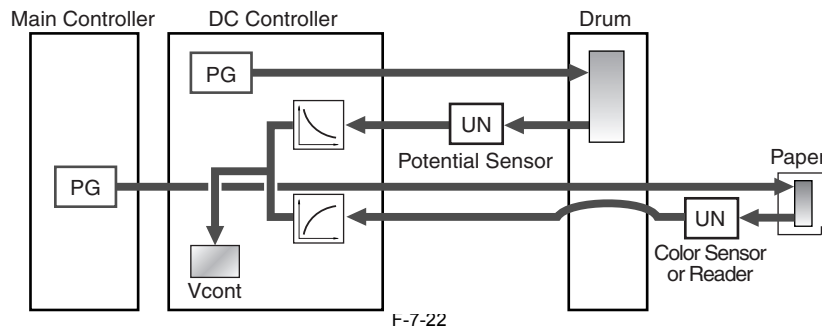 Main Controller
DC Controller
Drum
PG
UN
Potential Sensor
Paper
PG
UN
Color Sensor
or Reader
Vcont
F-7-22